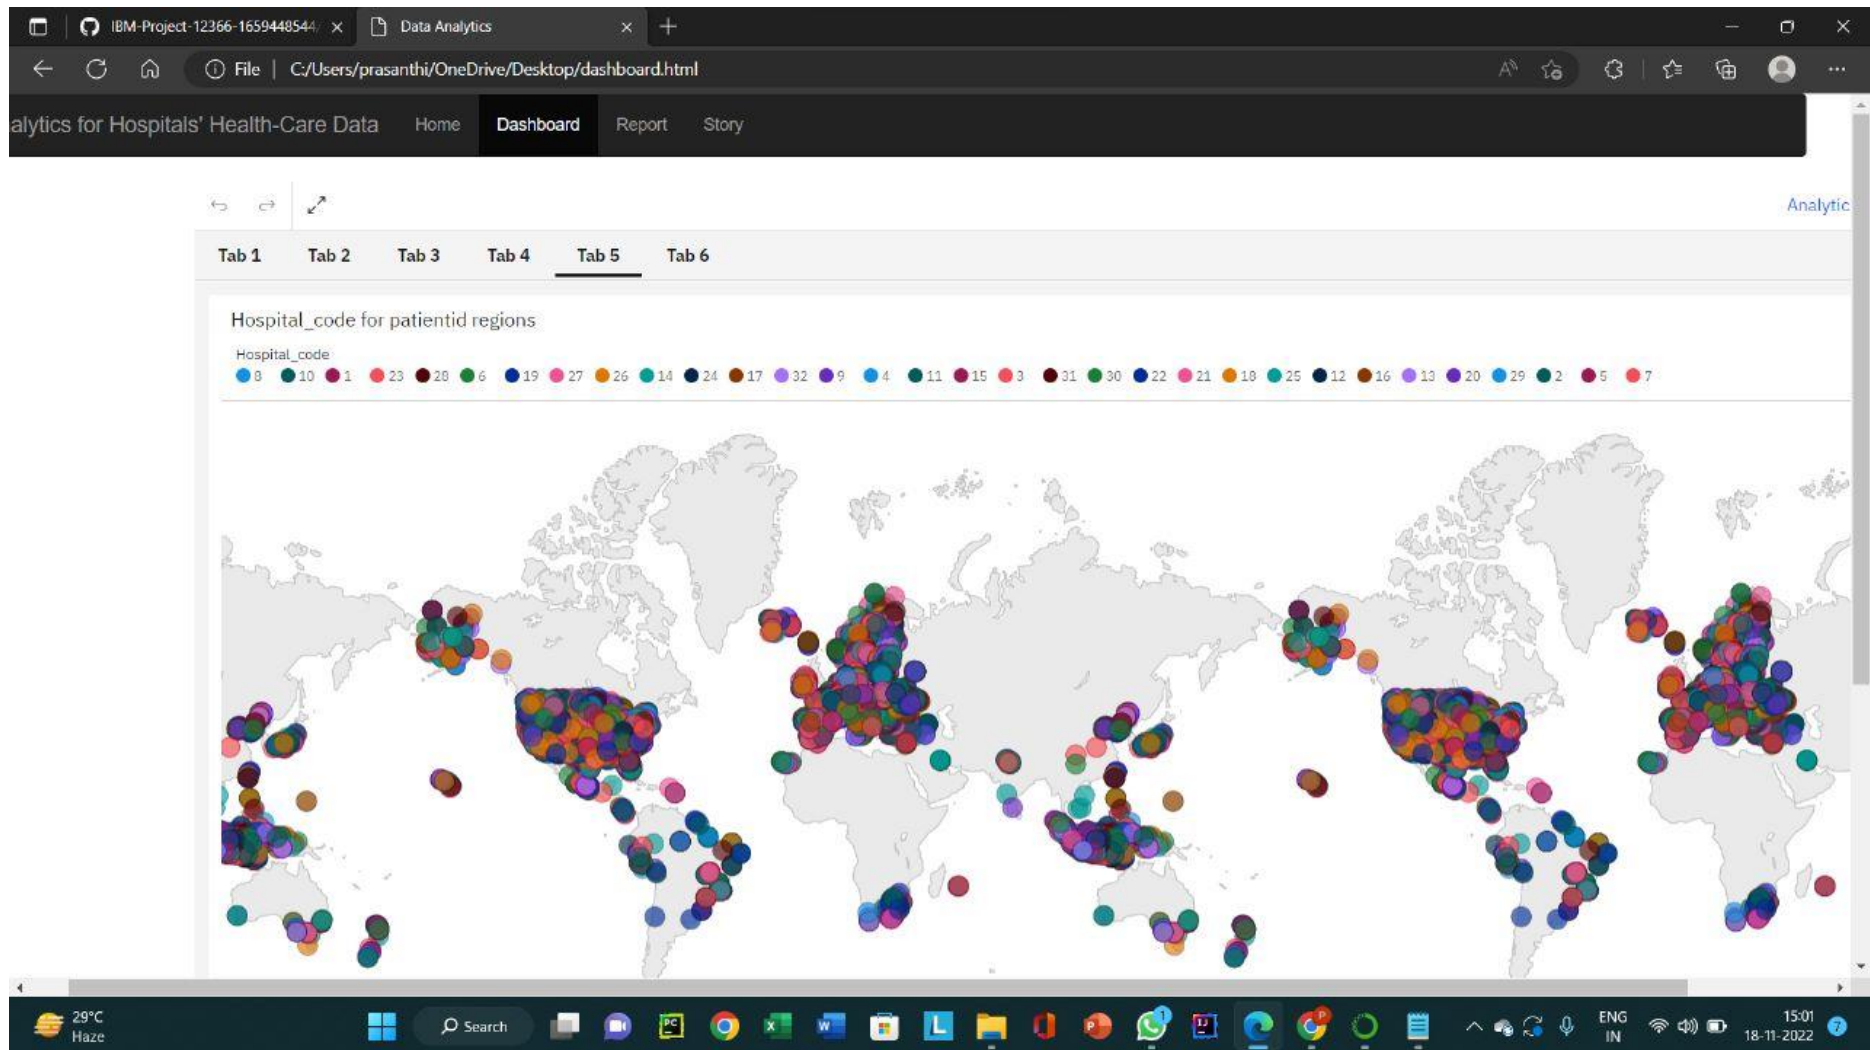 IBM-Project-12366-1659448544/
Data Analytics
File | C:/Users/prasanthi/OneDrive/Desktop/dashboard.html
alytics for Hospitals' Health-Care Data Home Dashboard Report Story
Analytic
Tab 1 Tab 2 Tab 3 Tab 4 Tab 5 Tab 6
Hospital_code for patientid regions
Hospital_code
8 10 1 23 28 6 19 27 26 14 24 17 32 9 4 11 15 3 31 30 22 21 18 25 12 16 13 20 29 2 5 7
29°C
Haze
Search
ENG
IN
15:01
18-11-2022
7